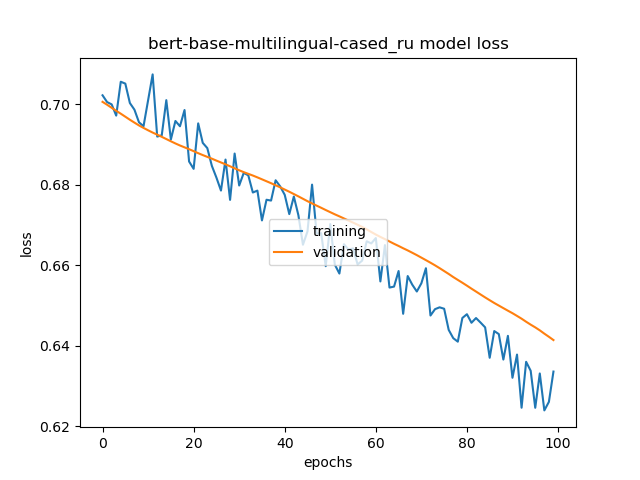 bert-base-multilingual-cased_ru model loss
loss
0.70
0.68
0.66
0.64
0.62
training
validation
0
20
40
60
80
100
epochs